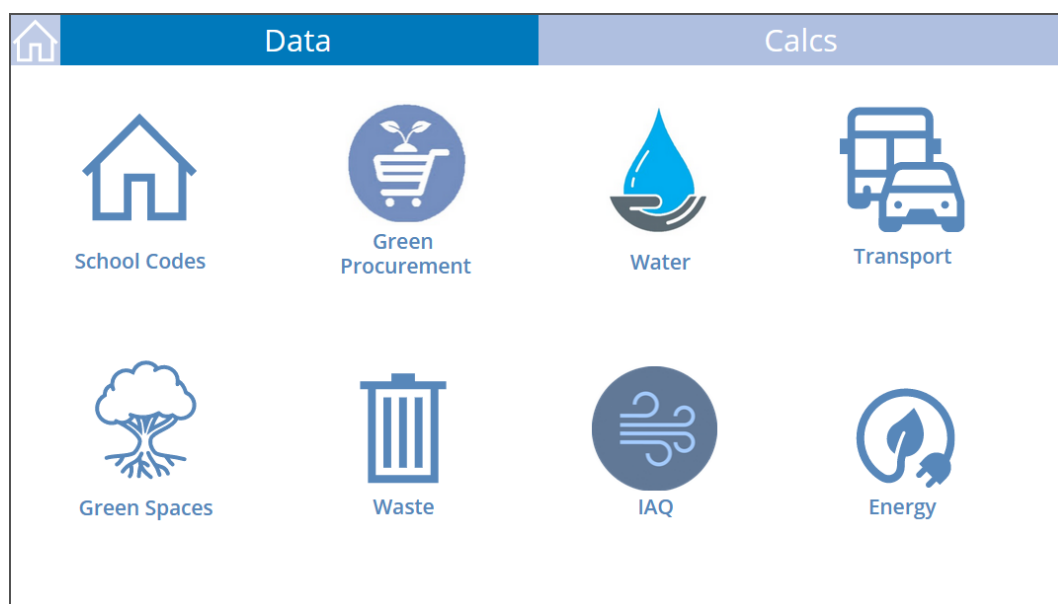 Data
Calcs
School Codes
Green
Procurement
Water
Transport
Green Spaces
Waste
IAQ
Energy